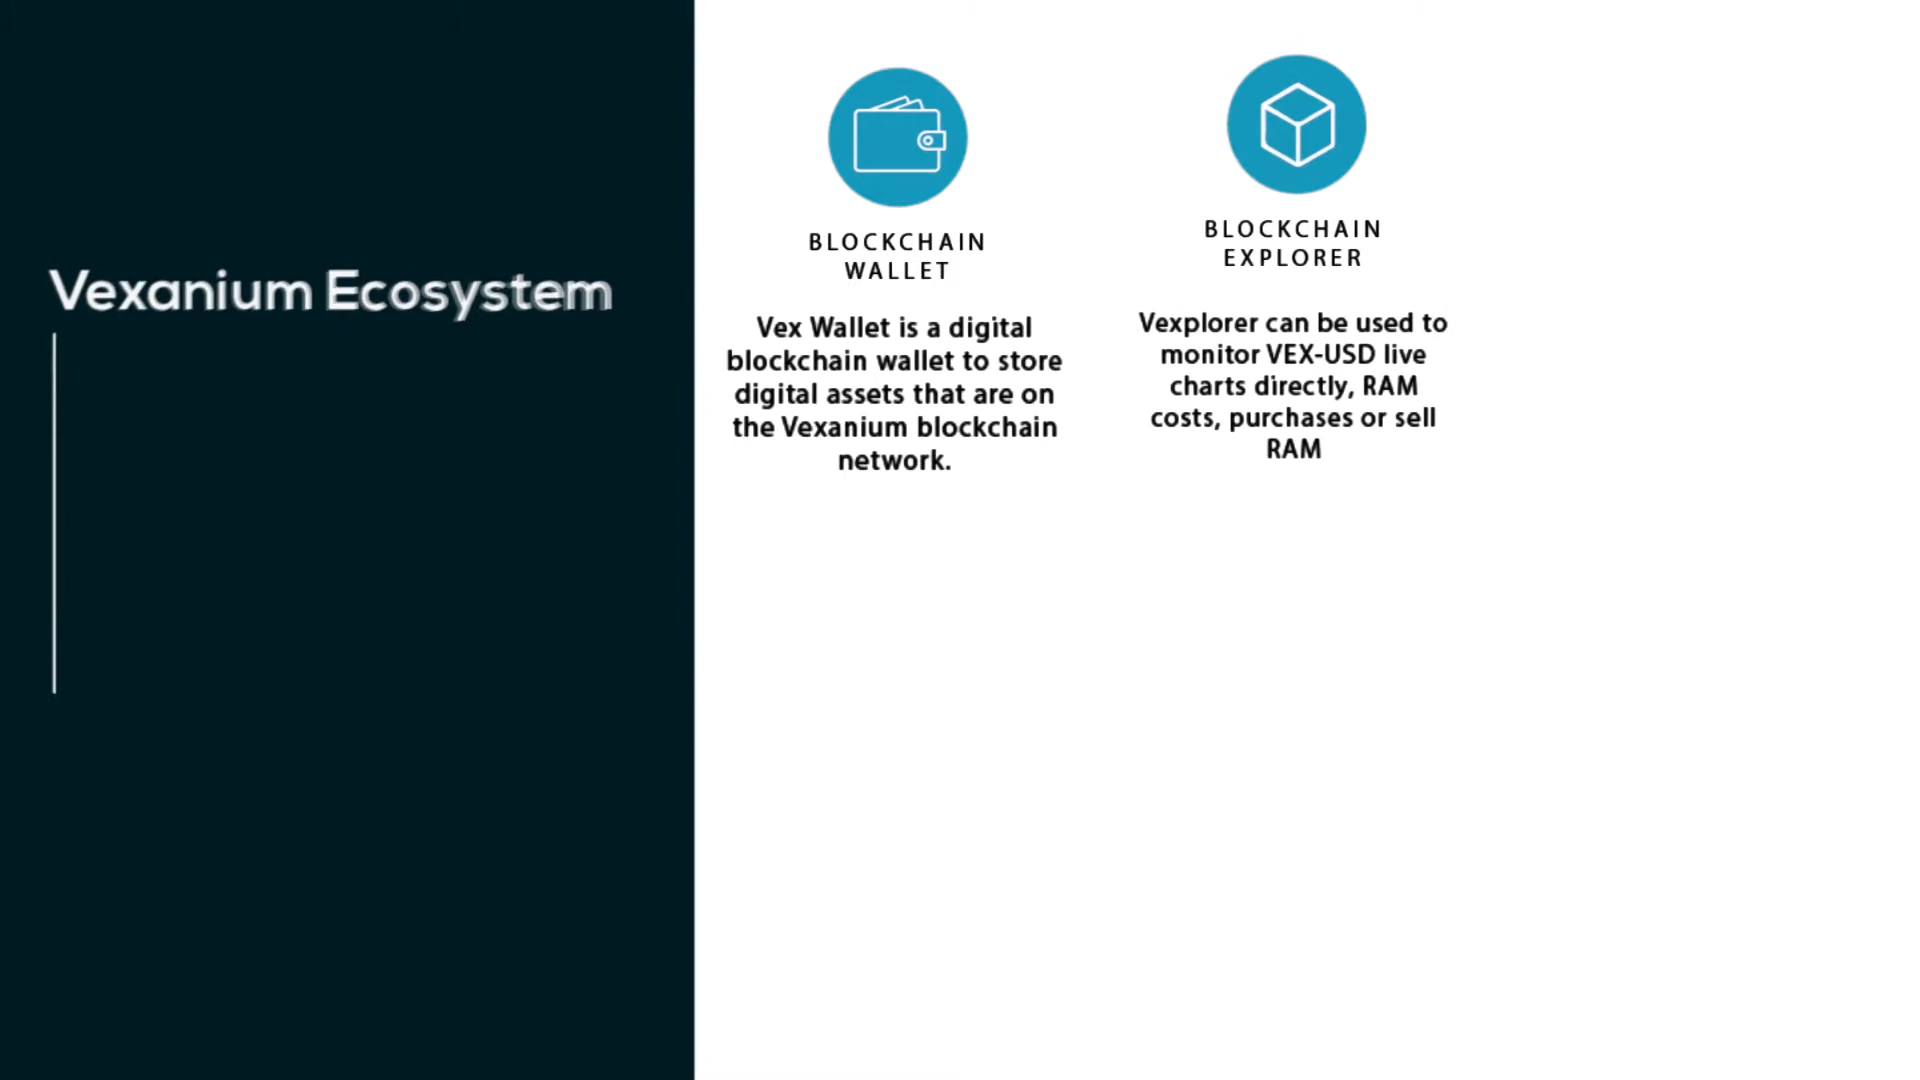 Vexanium Ecosystem
BLOCKCHAIN
WALLET
Vex Wallet is a digital
blockchain wallet to store
digital assets that are on
the Vexanium blockchain
network.
BLOCKCHAIN
EXPLORER
Vexplorer can be used to
monitor VEX-USD live
charts directly, RAM
costs, purchases or sell
RAM